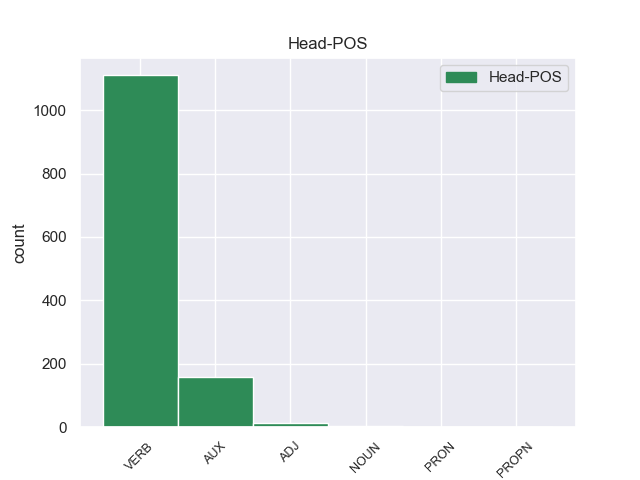 Head-POS
Head-POS
1000
800
600
400
200
0
count
VERB
AUX
ADJ
NOUN
PRON
PROPN